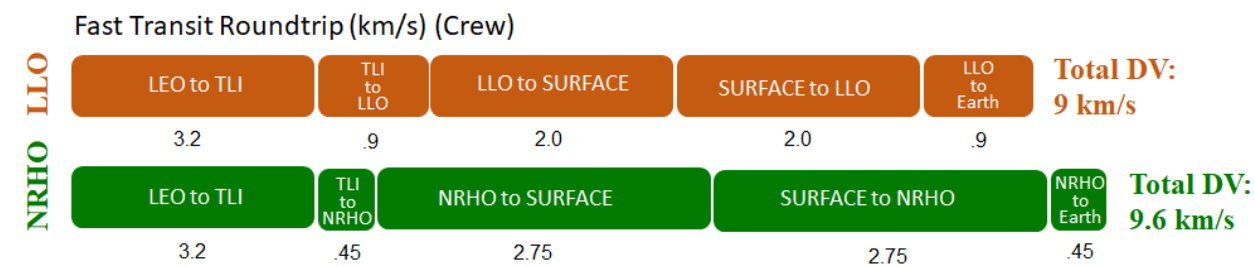 Fast Transit Roundtrip (km/s) (Crew)
LLO
LEO to TLI
TLI
to
LLO
LLO to SURFACE
SURFACE to LLO
LLO
to
Earth
Total DV:
9 km/s
3.2
.9
2.0
2.0
.9
NRHO
LEO to TLI
TLI
to
NRHO
NRHO to SURFACE
SURFACE to NRHO
NRHO
to
Earth
Total DV:
9.6 km/s
3.2
.45
2.75
2.75
.45